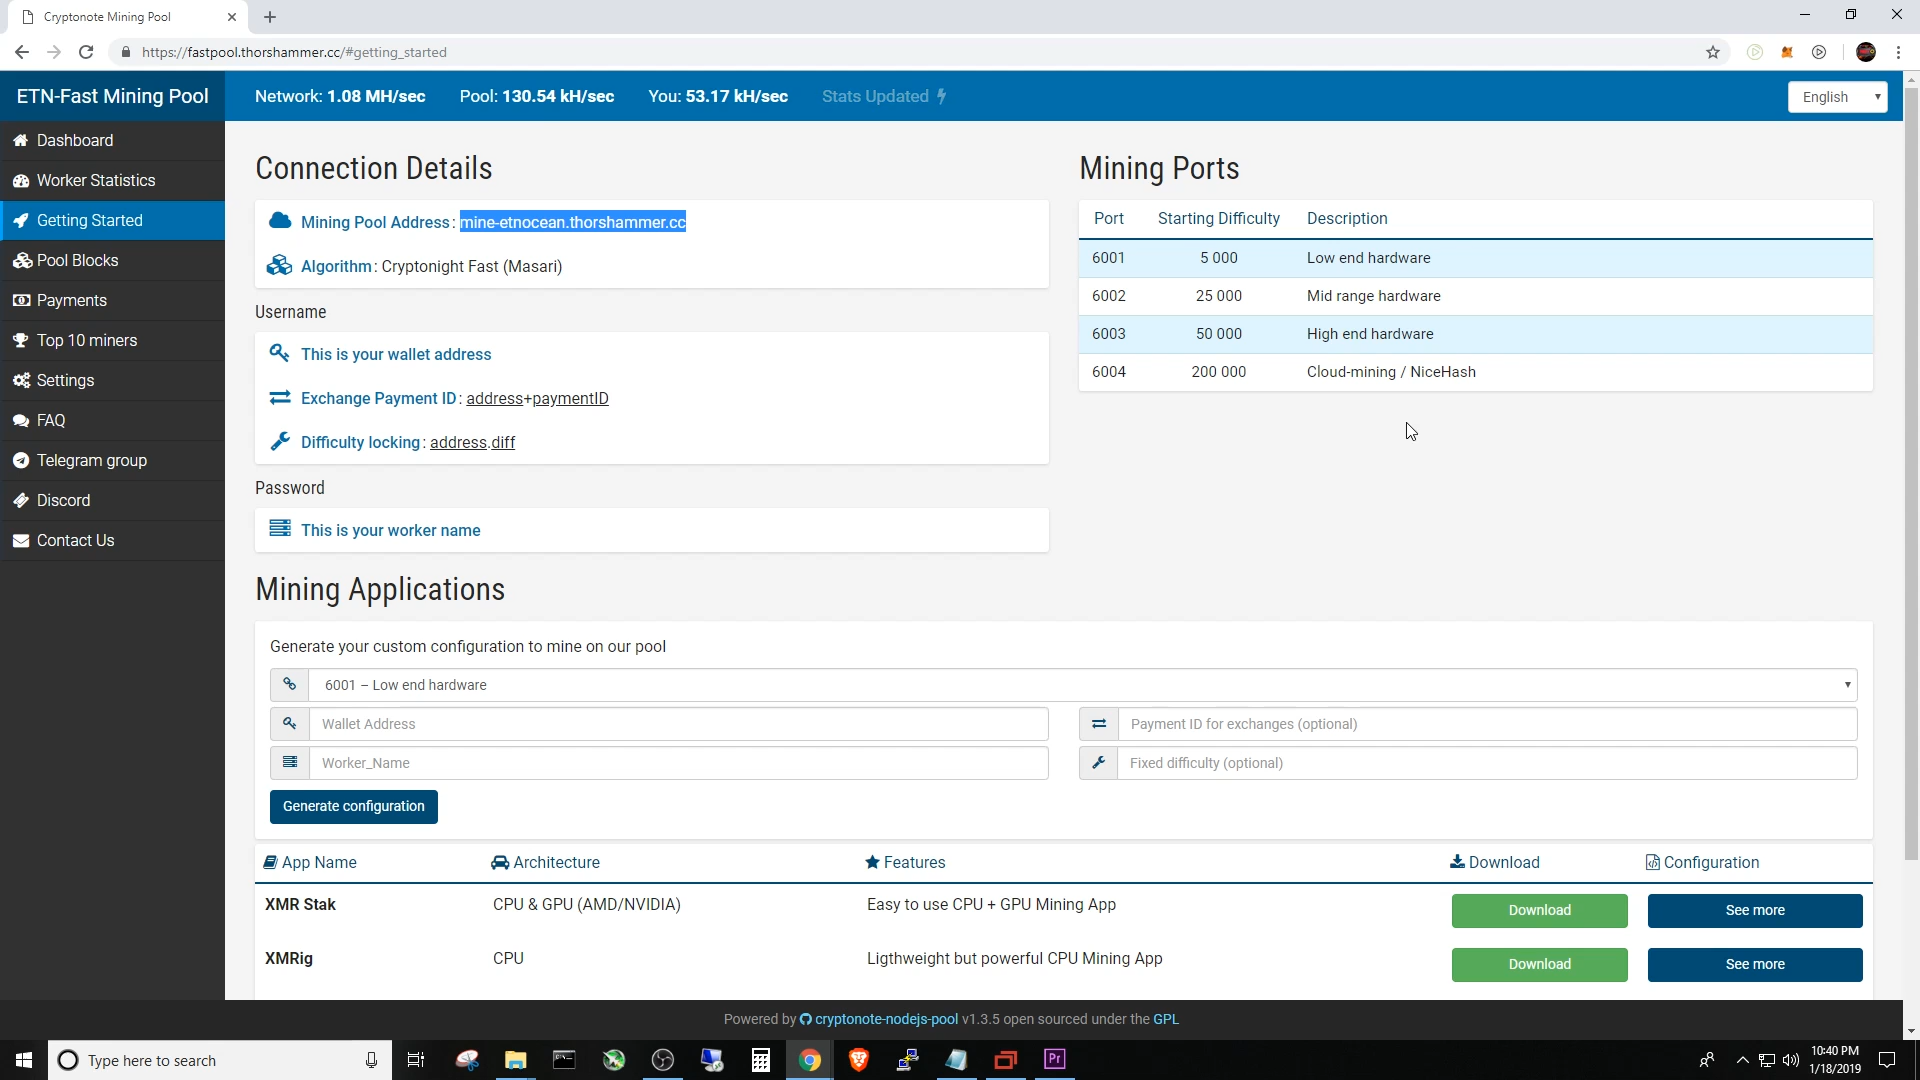 Cryptonote Mining Pool
https://fastpool.thorshammer.cc/#getting_started
ETN-Fast Mining Pool
Network: 1.08 MH/sec Pool: 130.54 kH/sec You: 53.17 kH/sec Stats Updated
English
Dashboard
Worker Statistics
Getting Started
Pool Blocks
Payments
Top 10 miners
Settings
FAQ
Telegram group
Discord
Contact Us
Connection Details
Mining Pool Address: mine-etnocean.thorshammer.cc
Algorithm: Cryptonight Fast (Masari)
Username
This is your wallet address
Exchange Payment ID: address+paymentID
Difficulty locking: address.diff
Password
This is your worker name
Mining Ports
Port Starting Difficulty Description
6001 5 000 Low end hardware
6002 25 000 Mid range hardware
6003 50 000 High end hardware
6004 200 000 Cloud-mining / NiceHash
Mining Applications
Generate your custom configuration to mine on our pool
6001 – Low end hardware
Wallet Address Payment ID for exchanges (optional)
Worker_Name Fixed difficulty (optional)
Generate configuration
App Name Architecture Features Download Configuration
XMR Stak CPU & GPU (AMD/NVIDIA) Easy to use CPU + GPU Mining App Download See more
XMRig CPU Ligthweight but powerful CPU Mining App Download See more
Powered by cryptonote-nodejs-pool v1.3.5 open sourced under the GPL
Type here to search
Pr
10:40 PM
1/18/2019